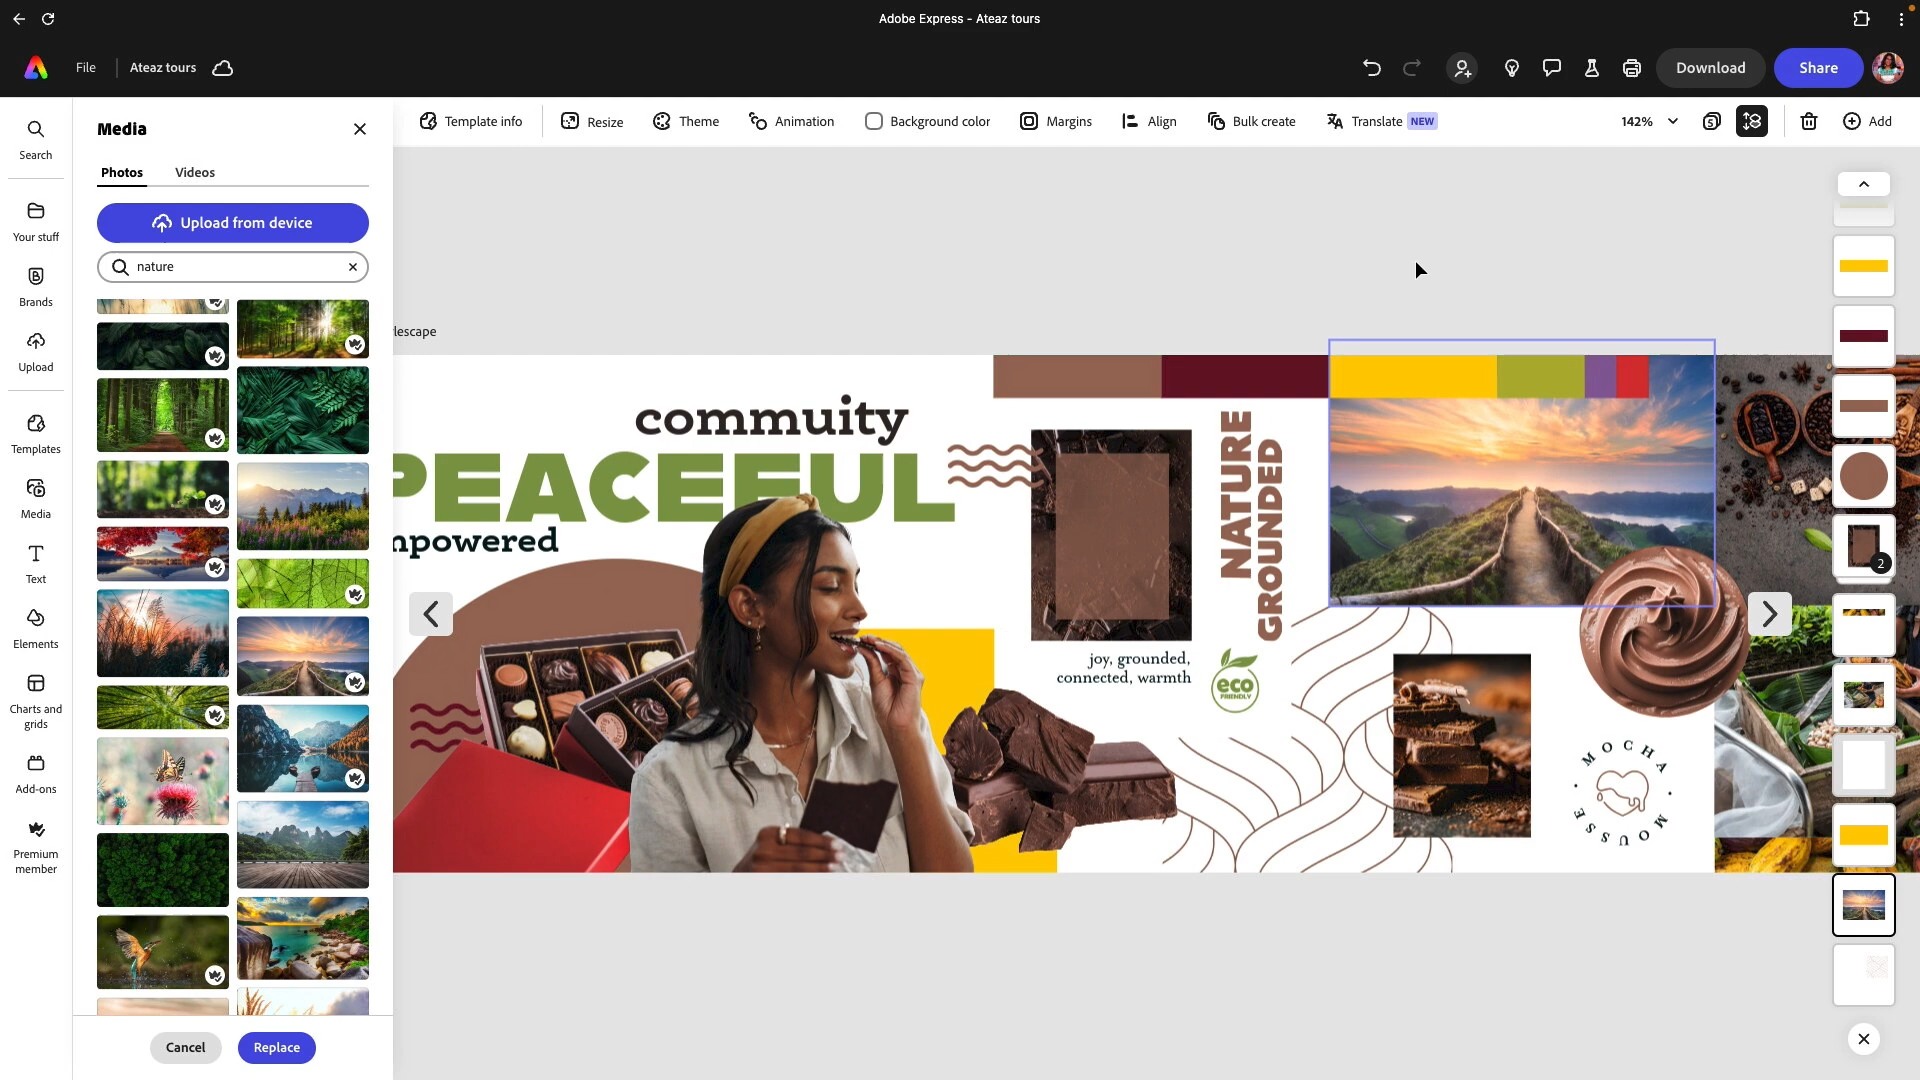 Adobe Express - Ateaz tours
File
Ateaz tours
Download
Share
Template info
Resize
Theme
Animation
Background color
Margins
Align
Bulk create
Translate NEW
142%
5
Add
Search
Your stuff
Brands
Upload
Templates
Media
Text
Elements
Charts and
grids
Add-ons
Premium
member
Media
Photos
Videos
Upload from device
nature
Cancel
Replace
lescape
commuity
PEACEFUL
npowered
NATURE
GROUNDED
joy, grounded,
connected, warmth
eco
FRIENDLY
MOCHA
MOUSSE
2